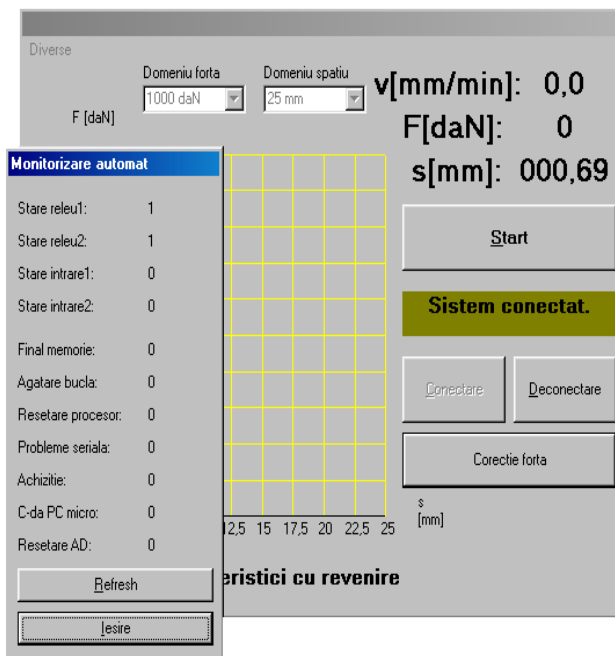 Diverse
Domeniu forta
Domeniu spatiu
1000 daN
25 mm
F [daN]
v[mm/min]: 0,0
F[daN]: 0
s[mm]: 000,69
Start
Sistem conectat.
Conectare
Deconectare
Corectie forta
s
[mm]
12,5 15 17,5 20 22,5 25
eristici cu revenire
Monitorizare automat
Stare releu1: 1
Stare releu2: 1
Stare intrare1: 0
Stare intrare2: 0
Final memorie: 0
Agatare bucla: 0
Resetare procesor: 0
Probleme seriala: 0
Achizitie: 0
C-da PC micro: 0
Resetare AD: 0
Refresh
Iesire